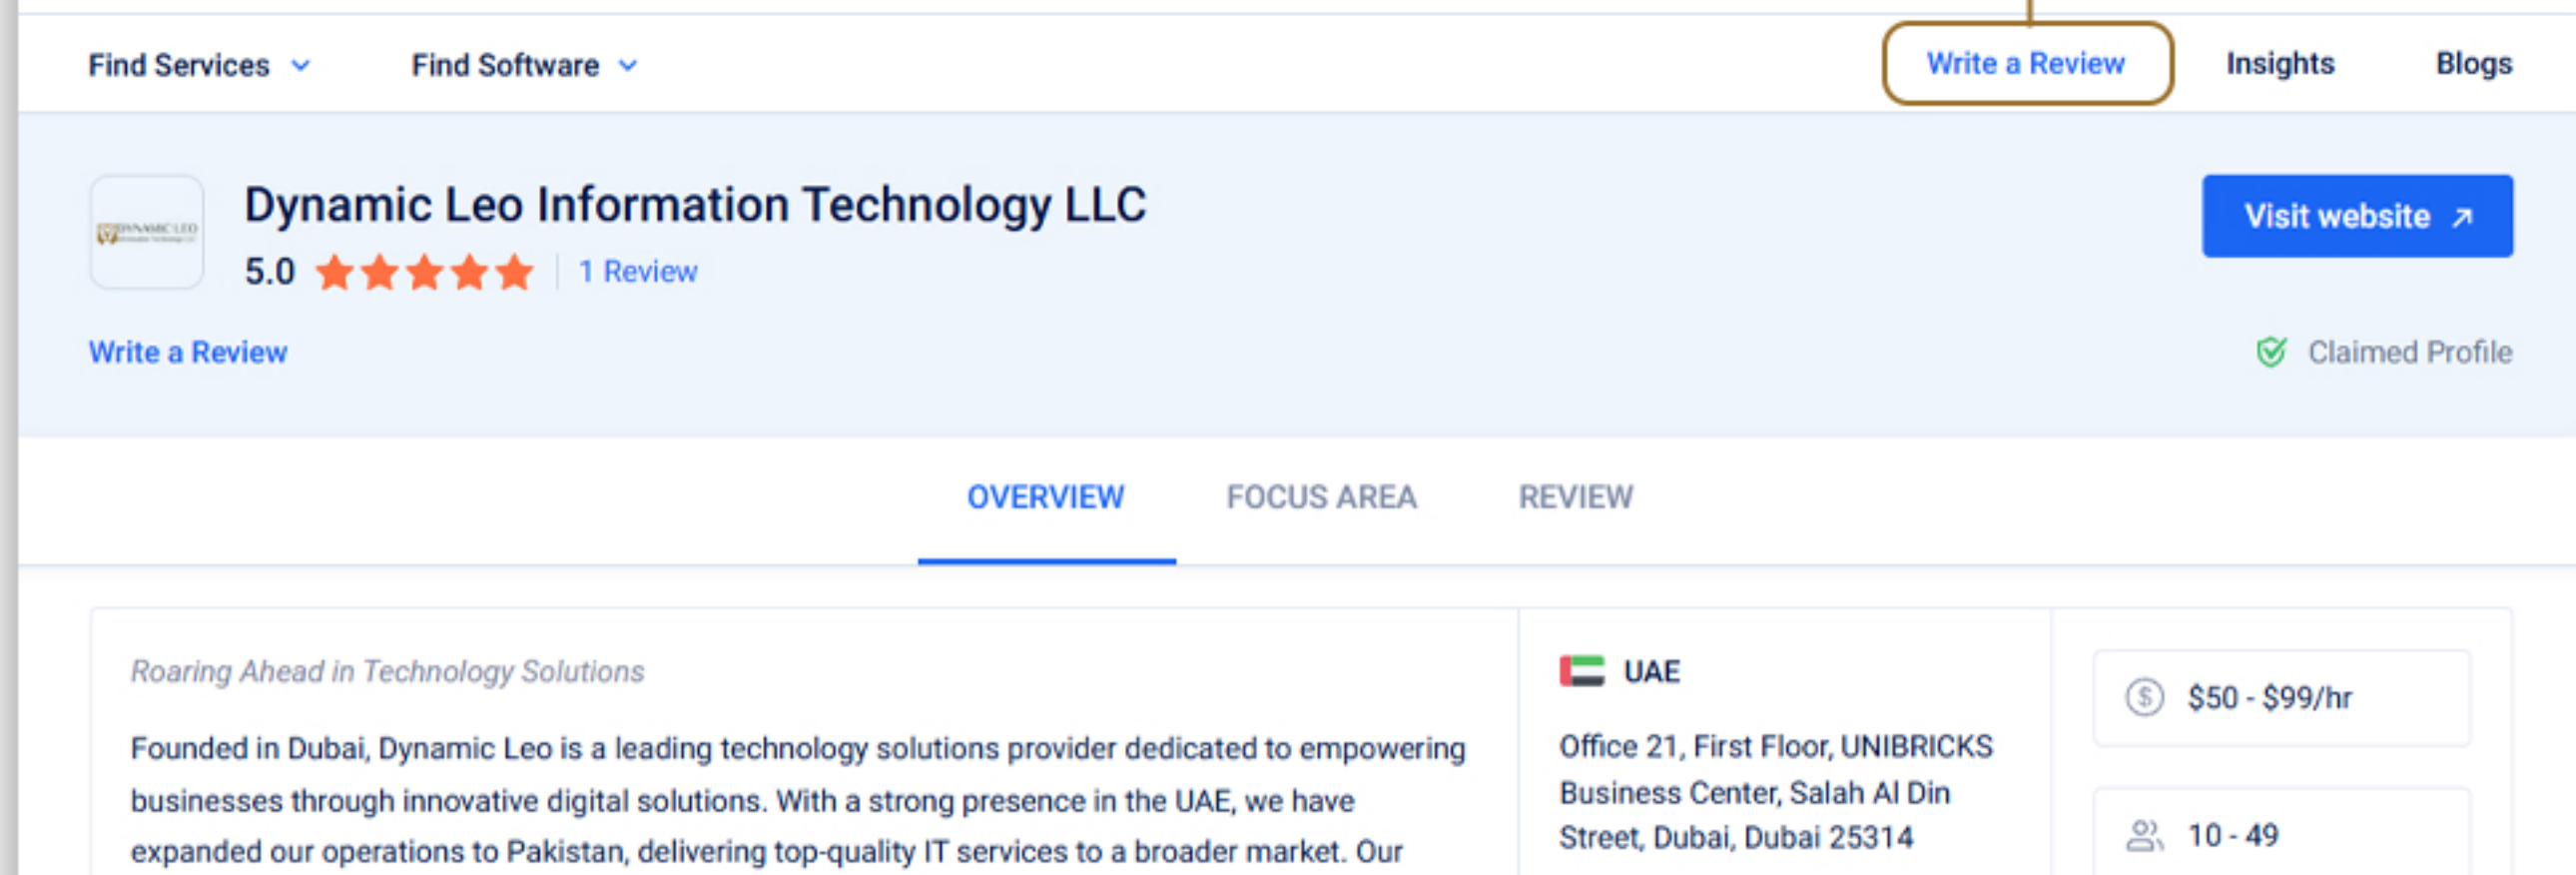 Find Services Find Software Write a Review Insights Blogs
Dynamic Leo Information Technology LLC
DYNAMIC LEO
5.0 1 Review
Visit website
Write a Review
Claimed Profile
OVERVIEW FOCUS AREA REVIEW
Roaring Ahead in Technology Solutions
Founded in Dubai, Dynamic Leo is a leading technology solutions provider dedicated to empowering
businesses through innovative digital solutions. With a strong presence in the UAE, we have
expanded our operations to Pakistan, delivering top-quality IT services to a broader market. Our
UAE
Office 21, First Floor, UNIBRICKS
Business Center, Salah Al Din
Street, Dubai, Dubai 25314
$50 - $99/hr
10 - 49